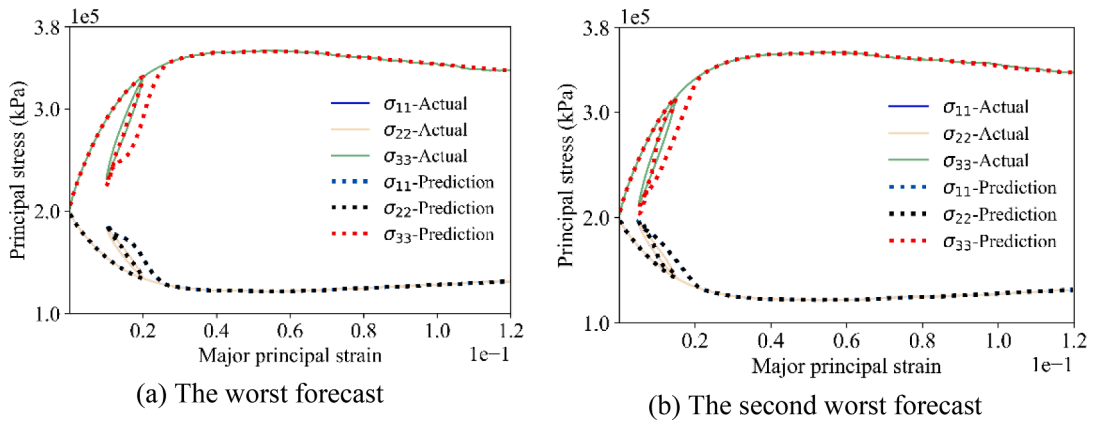 1e5
3.8
3.0
2.0
1.0
Principal stress (kPa)
σ11-Actual
σ22-Actual
σ33-Actual
σ11-Prediction
σ22-Prediction
σ33-Prediction
0.2 0.4 0.6 0.8 1.0 1.2
Major principal strain
1e-1
(a) The worst forecast
1e5
3.8
3.0
2.0
1.0
Principal stress (kPa)
σ11-Actual
σ22-Actual
σ33-Actual
σ11-Prediction
σ22-Prediction
σ33-Prediction
0.2 0.4 0.6 0.8 1.0 1.2
Major principal strain
1e-1
(b) The second worst forecast